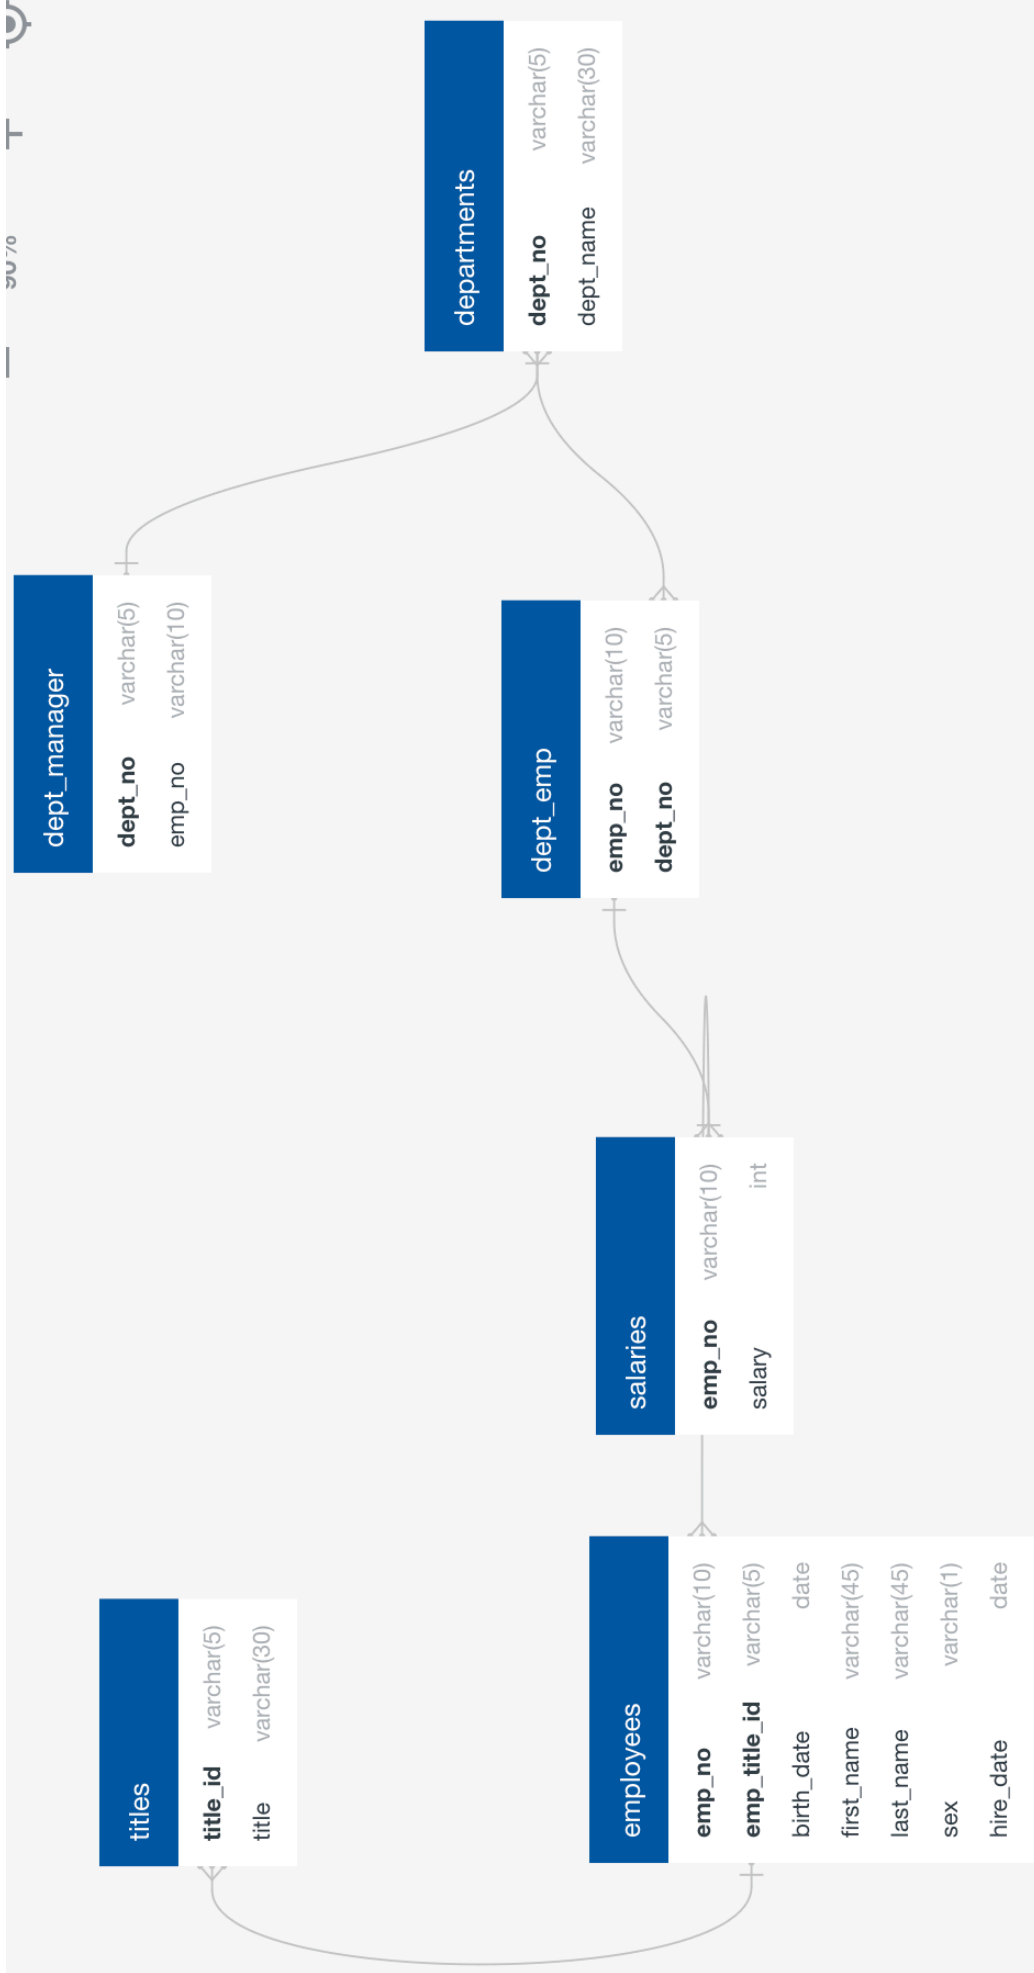 titles
title_id varchar(5)
title varchar(30)
employees
emp_no varchar(10)
emp_title_id varchar(5)
birth_date date
first_name varchar(45)
last_name varchar(45)
sex varchar(1)
hire_date date
salaries
emp_no varchar(10)
salary int
dept_manager
dept_no varchar(5)
emp_no varchar(10)
dept_emp
emp_no varchar(10)
dept_no varchar(5)
departments
dept_no varchar(5)
dept_name varchar(30)